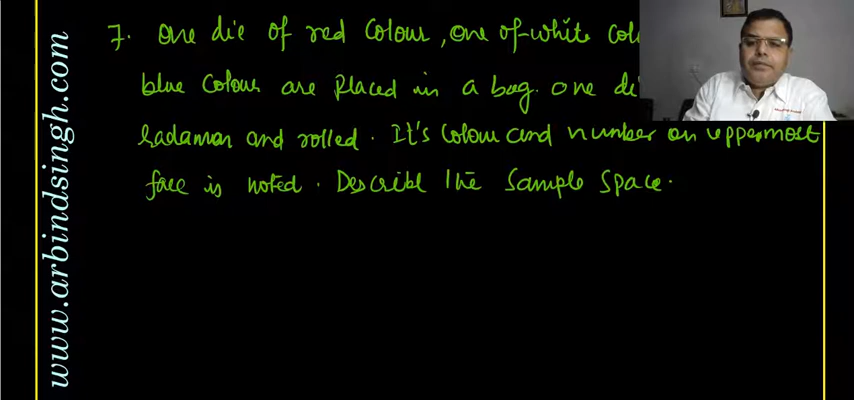 7. One die of red Colour, One of white
blue Colour are placed in a bag. One
radaman and rolled. It's Colour and number on uppermost
face is noted. Describe the Sample Space.
www.arbindsingh.com